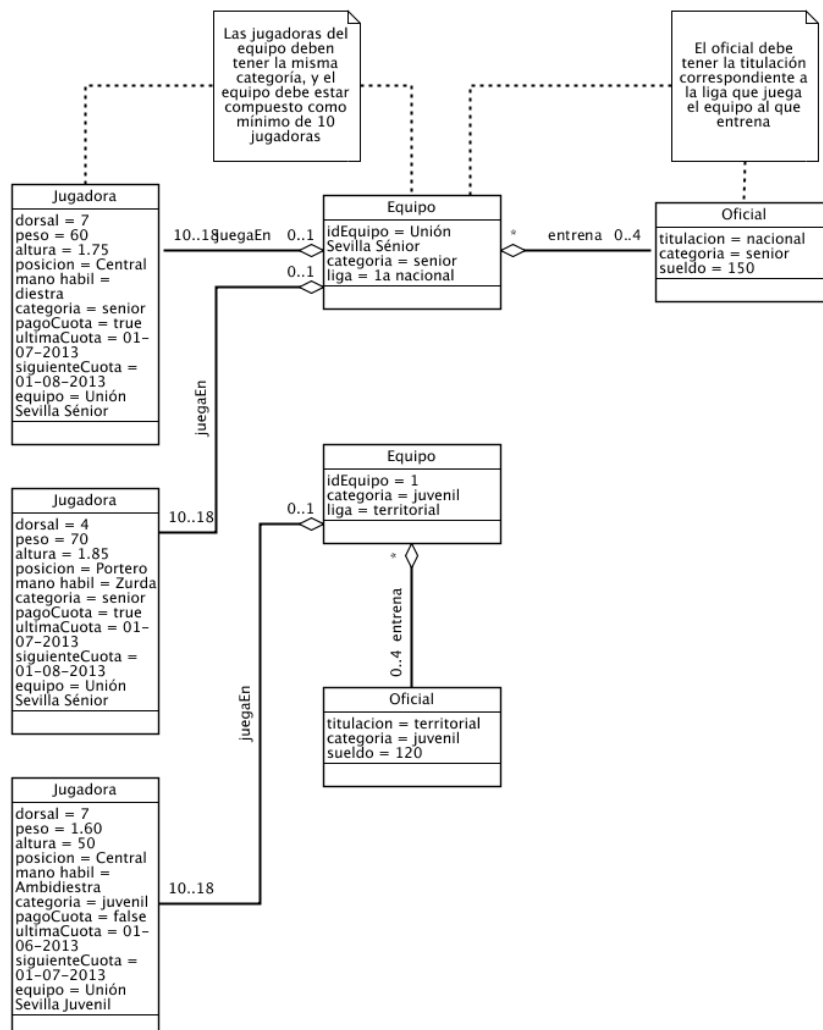 Las jugadoras del
equipo deben
tener la misma
categoría, y el
equipo debe estar
compuesto como
mínimo de 10
jugadoras
El oficial debe
tener la titulación
correspondiente a
la liga que juega
el equipo al que
entrena
Jugadora
dorsal = 7
peso = 60
altura = 1.75
posicion = Central
mano habil =
diestra
categoria = senior
pagoCuota = true
ultimaCuota = 01-
07-2013
siguienteCuota =
01-08-2013
equipo = Unión
Sevilla Sénior
10..18
juegaEn
0..1
0..1
Equipo
idEquipo = Unión
Sevilla Sénior
categoria = senior
liga = 1a nacional
*
entrena
0..4
Oficial
titulacion = nacional
categoria = senior
sueldo = 150
juegaEn
10..18
Jugadora
dorsal = 4
peso = 70
altura = 1.85
posicion = Portero
mano habil = Zurda
categoria = senior
pagoCuota = true
ultimaCuota = 01-
07-2013
siguienteCuota =
01-08-2013
equipo = Unión
Sevilla Sénior
0..1
Equipo
idEquipo = 1
categoria = juvenil
liga = territorial
*
entrena
0..4
juegaEn
Oficial
titulacion = territorial
categoria = juvenil
sueldo = 120
10..18
Jugadora
dorsal = 7
peso = 1.60
altura = 50
posicion = Central
mano habil =
Ambidiestra
categoria = juvenil
pagoCuota = false
ultimaCuota = 01-
06-2013
siguienteCuota =
01-07-2013
equipo = Unión
Sevilla Juvenil